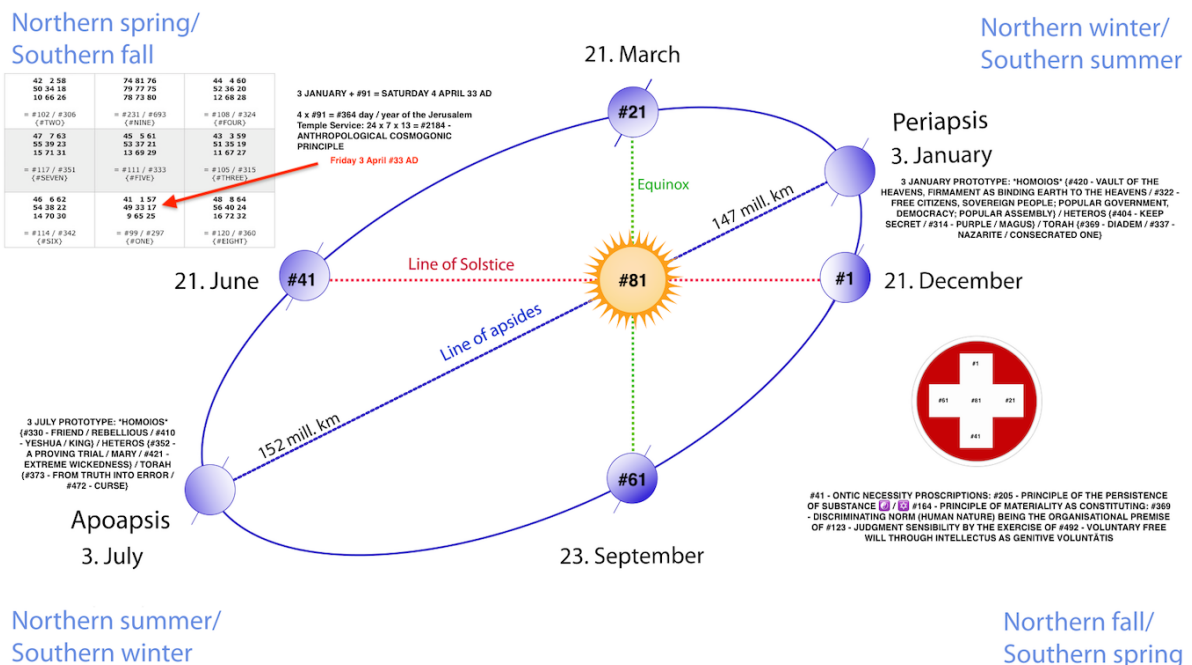 Northern spring/
Southern fall
Northern winter/
Southern summer
21. March
42 2 58
50 34 18
10 66 26
= #102 / #306
{#TWO}
74 81 76
79 77 75
78 73 80
= #231 / #693
{#NINE}
44 4 60
52 36 20
12 68 28
= #108 / #324
{#FOUR}
47 7 63
55 39 23
15 71 31
= #117 / #351
{#SEVEN}
45 5 61
53 37 21
13 69 29
= #111 / #333
{#FIVE}
43 3 59
51 35 19
11 67 27
= #105 / #315
{#THREE}
46 6 62
54 38 22
14 70 30
= #114 / #342
{#SIX}
41 1 57
49 33 17
9 65 25
= #99 / #297
{#ONE}
48 8 64
56 40 24
16 72 32
= #120 / #360
{#EIGHT}
3 JANUARY + #91 = SATURDAY 4 APRIL 33 AD
4 x #91 = #364 day / year of the Jerusalem
Temple Service: 24 x 7 x 13 = #2184 -
ANTHROPOLOGICAL COSMOGONIC
PRINCIPLE
Friday 3 April #33 AD
#21
Periapsis
3. January
3 JANUARY PROTOTYPE: *HOMOIOS* {#420 - VAULT OF THE
HEAVENS, FIRMAMENT AS BINDING EARTH TO THE HEAVENS / #322 -
FREE CITIZENS, SOVEREIGN PEOPLE; POPULAR GOVERNMENT,
DEMOCRACY; POPULAR ASSEMBLY} / HETEROS {#404 - KEEP
SECRET / #314 - PURPLE / MAGUS} / TORAH {#369 - DIADEM / #337 -
NAZARITE / CONSECRATED ONE}
Equinox
147 mill. km
21. June
#41
Line of Solstice
#81
#1
21. December
Line of apsides
152 mill. km
#1
#61 #81 #21
#41
3 JULY PROTOTYPE: *HOMOIOS*
{#330 - FRIEND / REBELLIOUS / #410
- YESHUA / KING} / HETEROS {#352 -
A PROVING TRIAL / MARY / #421 -
EXTREME WICKEDNESS} / TORAH
{#373 - FROM TRUTH INTO ERROR /
#472 - CURSE}
Apoapsis
3. July
#61
23. September
#41 - ONTIC NECESSITY PROSCRIPTIONS: #205 - PRINCIPLE OF THE PERSISTENCE
OF SUBSTANCE ☯ / 🔯 #164 - PRINCIPLE OF MATERIALITY AS CONSTITUTING: #369
- DISCRIMINATING NORM (HUMAN NATURE) BEING THE ORGANISATIONAL PREMISE
OF #123 - JUDGMENT SENSIBILITY BY THE EXERCISE OF #492 - VOLUNTARY FREE
WILL THROUGH INTELLECTUS AS GENITIVE VOLUNTĀTIS
Northern summer/
Southern winter
Northern fall/
Southern spring